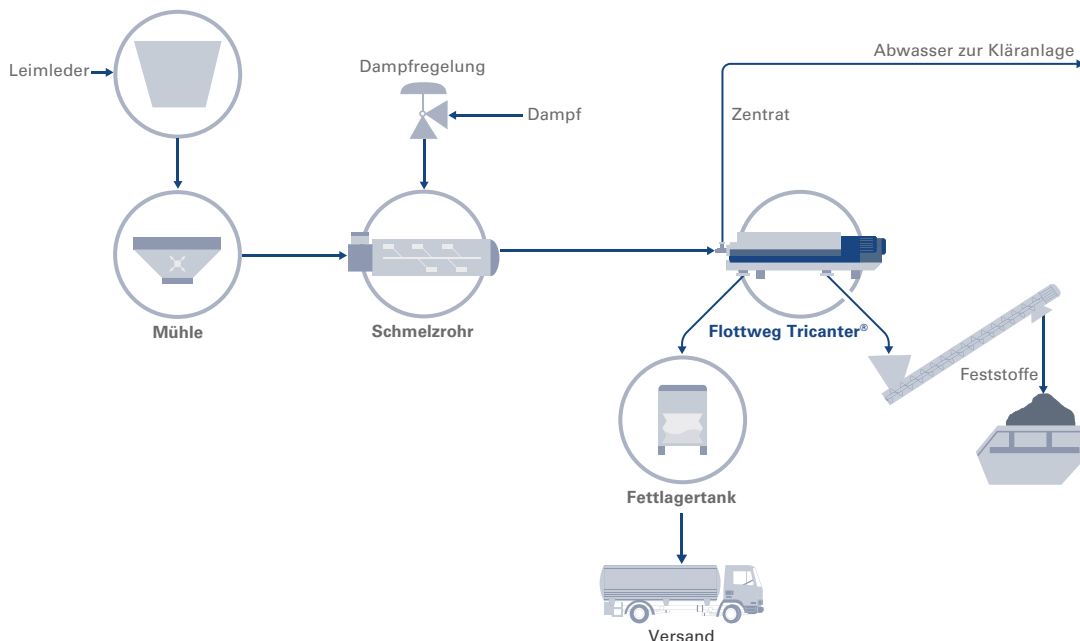 Abwasser zur Kläranlage
Leimleder
Dampfregelung
Dampf
Zentrat
Mühle
Schmelzrohr
Flottweg Tricanter®
Feststoffe
Fettlagertank
Versand